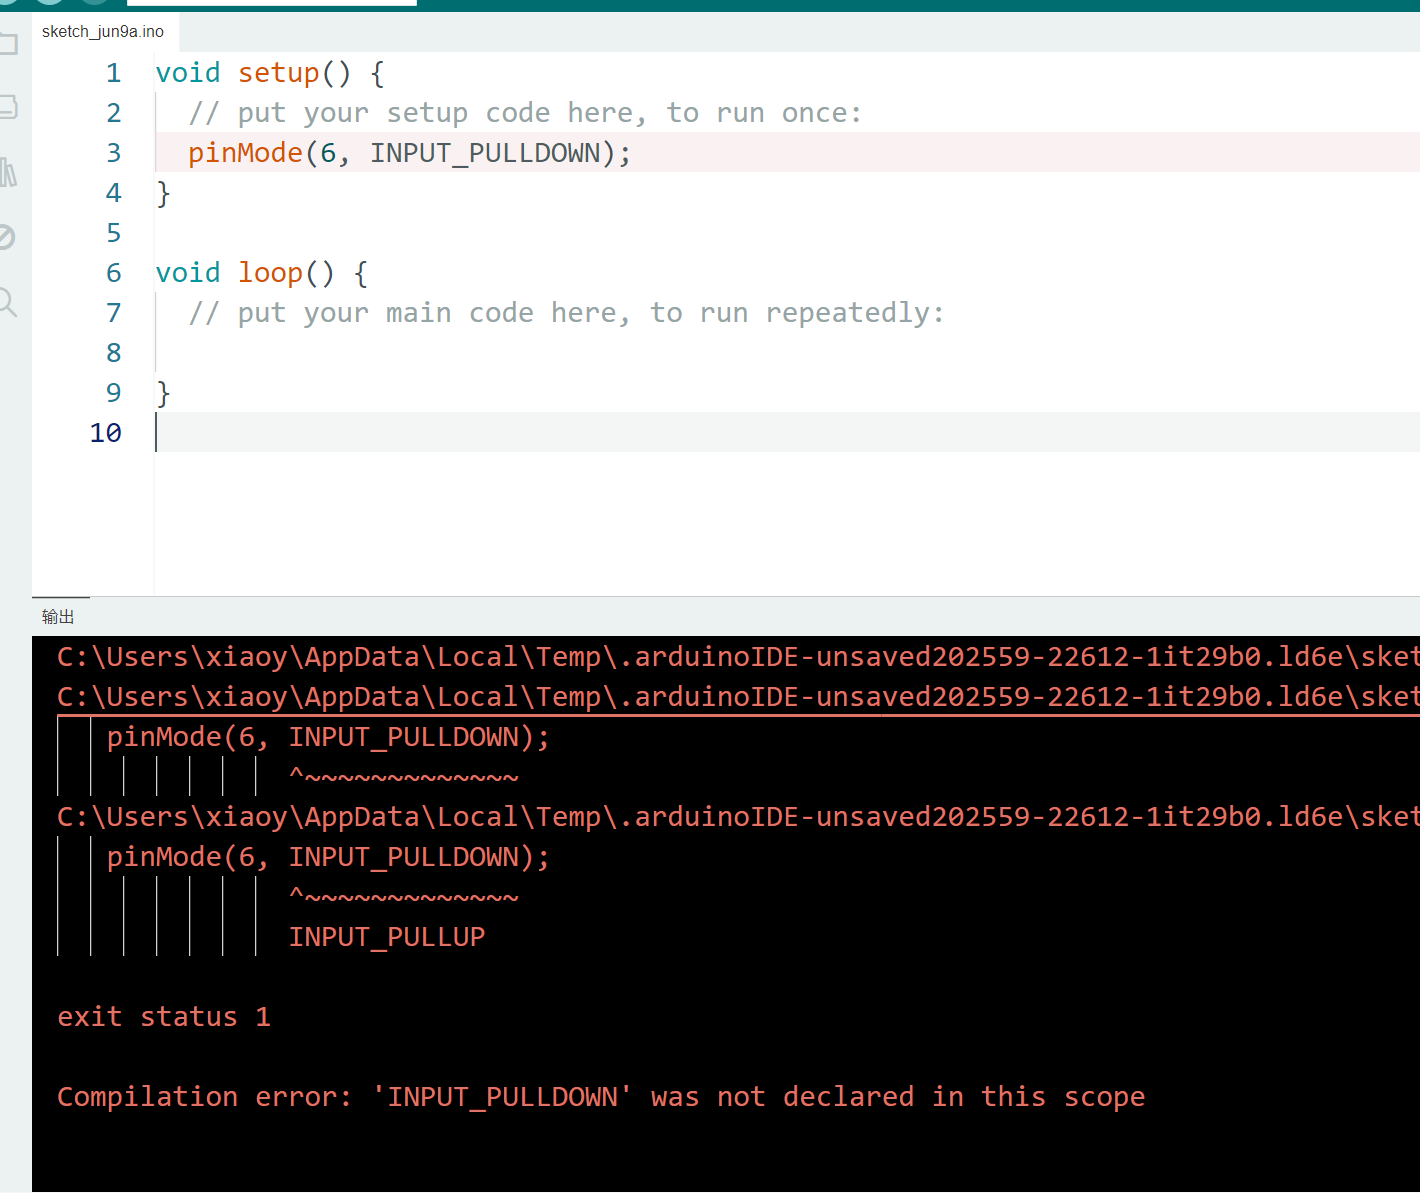 sketch_jun9a.ino
1 void setup() {
2 // put your setup code here, to run once:
3 pinMode(6, INPUT_PULLDOWN);
4 }
5
6 void loop() {
7 // put your main code here, to run repeatedly:
8
9 }
10
输出
C:\Users\xiaoy\AppData\Local\Temp\.arduinoIDE-unsaved202559-22612-1it29b0.ld6e\sket
C:\Users\xiaoy\AppData\Local\Temp\.arduinoIDE-unsaved202559-22612-1it29b0.ld6e\sket
pinMode(6, INPUT_PULLDOWN);
^~~~~~~~~~~~~~
C:\Users\xiaoy\AppData\Local\Temp\.arduinoIDE-unsaved202559-22612-1it29b0.ld6e\sket
pinMode(6, INPUT_PULLDOWN);
^~~~~~~~~~~~~~
INPUT_PULLUP
exit status 1
Compilation error: 'INPUT_PULLDOWN' was not declared in this scope